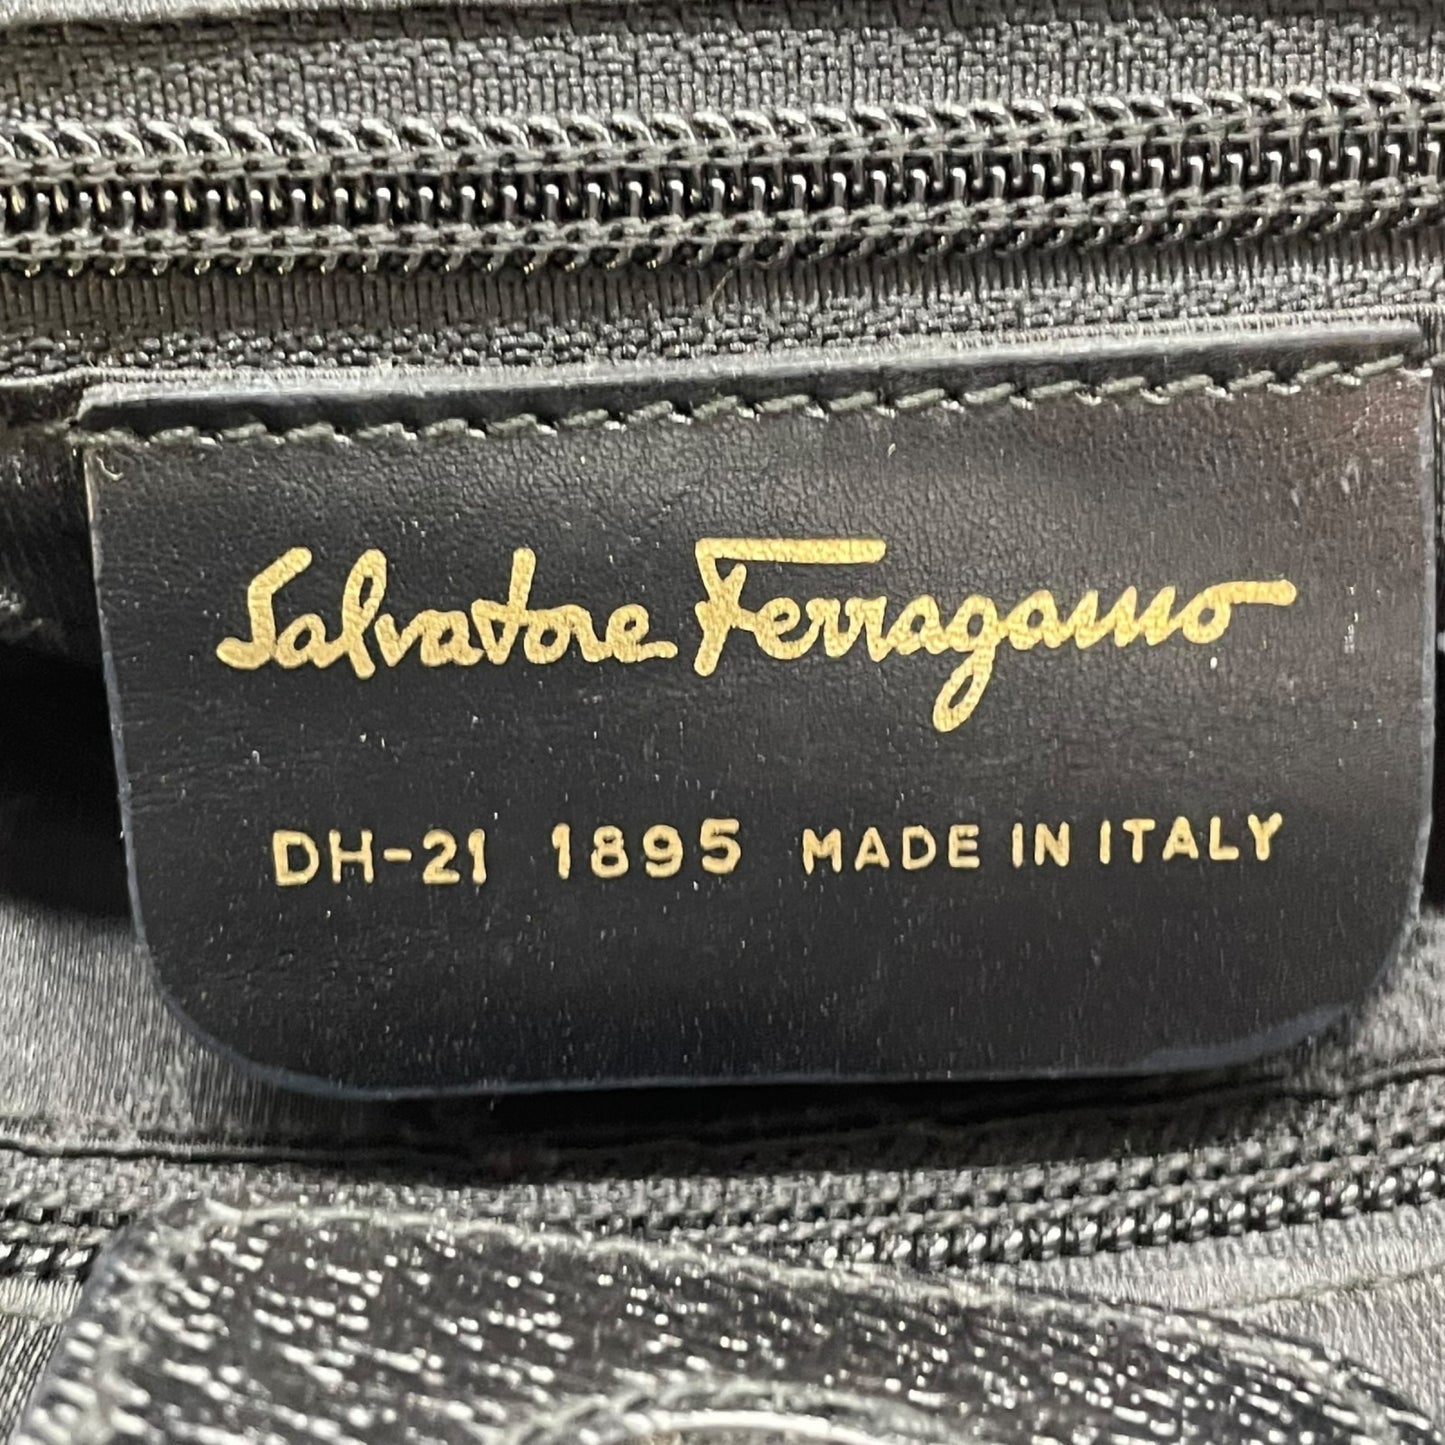 Salvatore Ferragamo
DH-21 1895 MADE IN ITALY